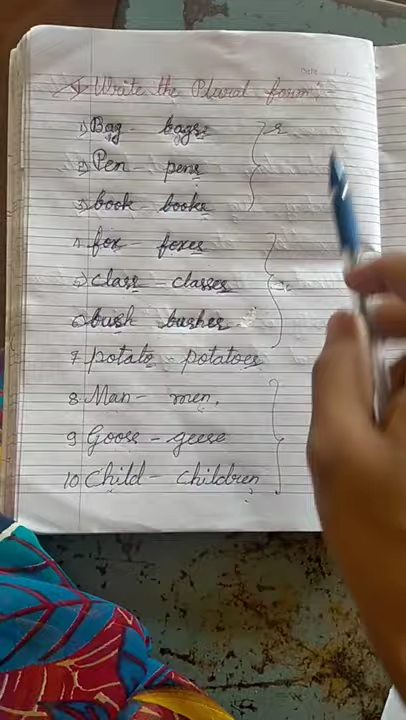 Write the Plural form:
1) Bag - bags s
2) Pen - pens
3) book - books
4. fox - foxes
5) class - classes
6 bush bushes
7 potato - potatoes
8. Man - men.
9 Goose - geese
10 Child - children